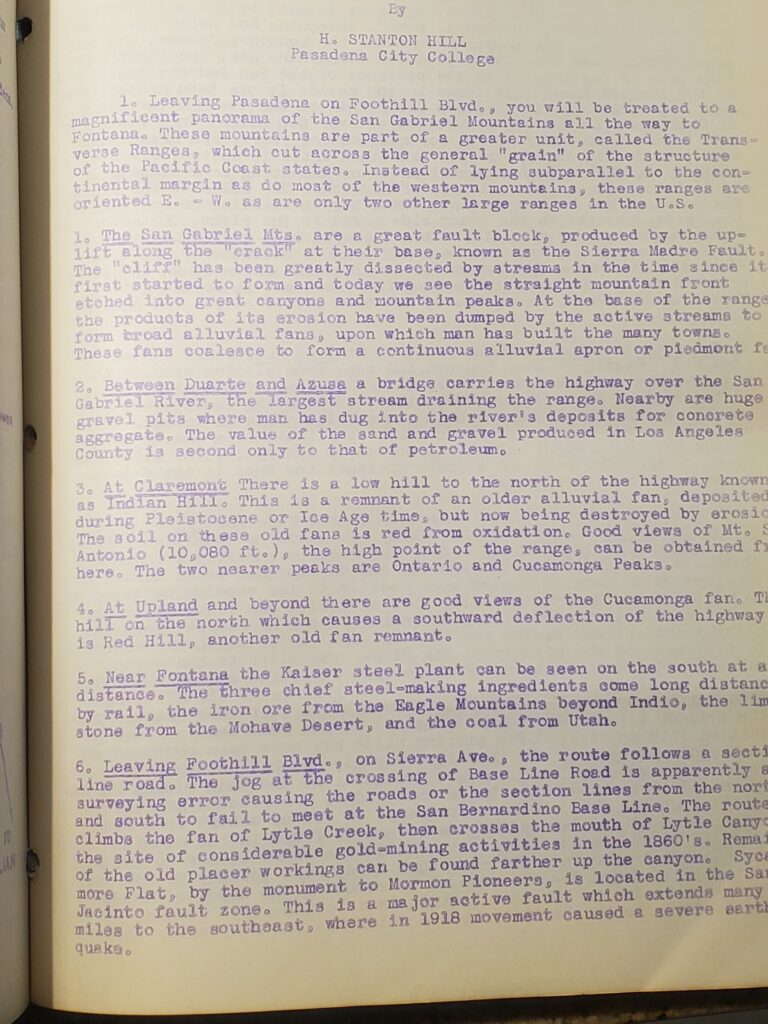 By
H. STANTON HILL
Pasadena City College
1. Leaving Pasadena on Foothill Blvd., you will be treated to a
magnificent panorama of the San Gabriel Mountains all the way to
Fontana. These mountains are part of a greater unit, called the Trans-
verse Ranges, which cut across the general "grain" of the structure
of the Pacific Coast states. Instead of lying subparallel to the con-
tinental margin as do most of the western mountains, these ranges are
oriented E. - W. as are only two other large ranges in the U.S.
1. The San Gabriel Mts. are a great fault block, produced by the up-
lift along the "crack" at their base, known as the Sierra Madre Fault.
The "cliff" has been greatly dissected by streams in the time since it
first started to form and today we see the straight mountain front
etched into great canyons and mountain peaks. At the base of the range
the products of its erosion have been dumped by the active streams to
form broad alluvial fans, upon which man has built the many towns.
These fans coalesce to form a continuous alluvial apron or piedmont
2. Between Duarte and Azusa a bridge carries the highway over the San
Gabriel River, the largest stream draining the range. Nearby are huge
gravel pits where man has dug into the river's deposits for concrete
aggregate. The value of the sand and gravel produced in Los Angeles
County is second only to that of petroleum.
3. At Claremont There is a low hill to the north of the highway known
as Indian Hill. This is a remnant of an older alluvial fan, deposited
during Pleistocene or Ice Age time, but now being destroyed by
The soil on these old fans is red from oxidation. Good views of Mt.
Antonio (10,080 ft.), the high point of the range, can be obtained
here. The two nearer peaks are Ontario and Cucamonga Peaks.
4. At Upland and beyond there are good views of the Cucamonga fan.
hill on the north which causes a southward deflection of the highway
is Red Hill, another old fan remnant.
5. Near Fontana the Kaiser steel plant can be seen on the south at a
distance. The three chief steel-making ingredients come long
by rail, the iron ore from the Eagle Mountains beyond Indio, the
stone from the Mohave Desert, and the coal from Utah.
6. Leaving Foothill Blvd., on Sierra Ave., the route follows a
line road. The jog at the crossing of Base Line Road is apparently
surveying error causing the roads or the section lines from the
and south to fail to meet at the San Bernardino Base Line. The route
climbs the fan of Lytle Creek, then crosses the mouth of Lytle
the site of considerable gold-mining activities in the 1860's.
of the old placer workings can be found farther up the canyon.
more Flat, by the monument to Mormon Pioneers, is located in the San
Jacinto fault zone. This is a major active fault which extends many
miles to the southeast, where in 1918 movement caused a severe earth
quake.